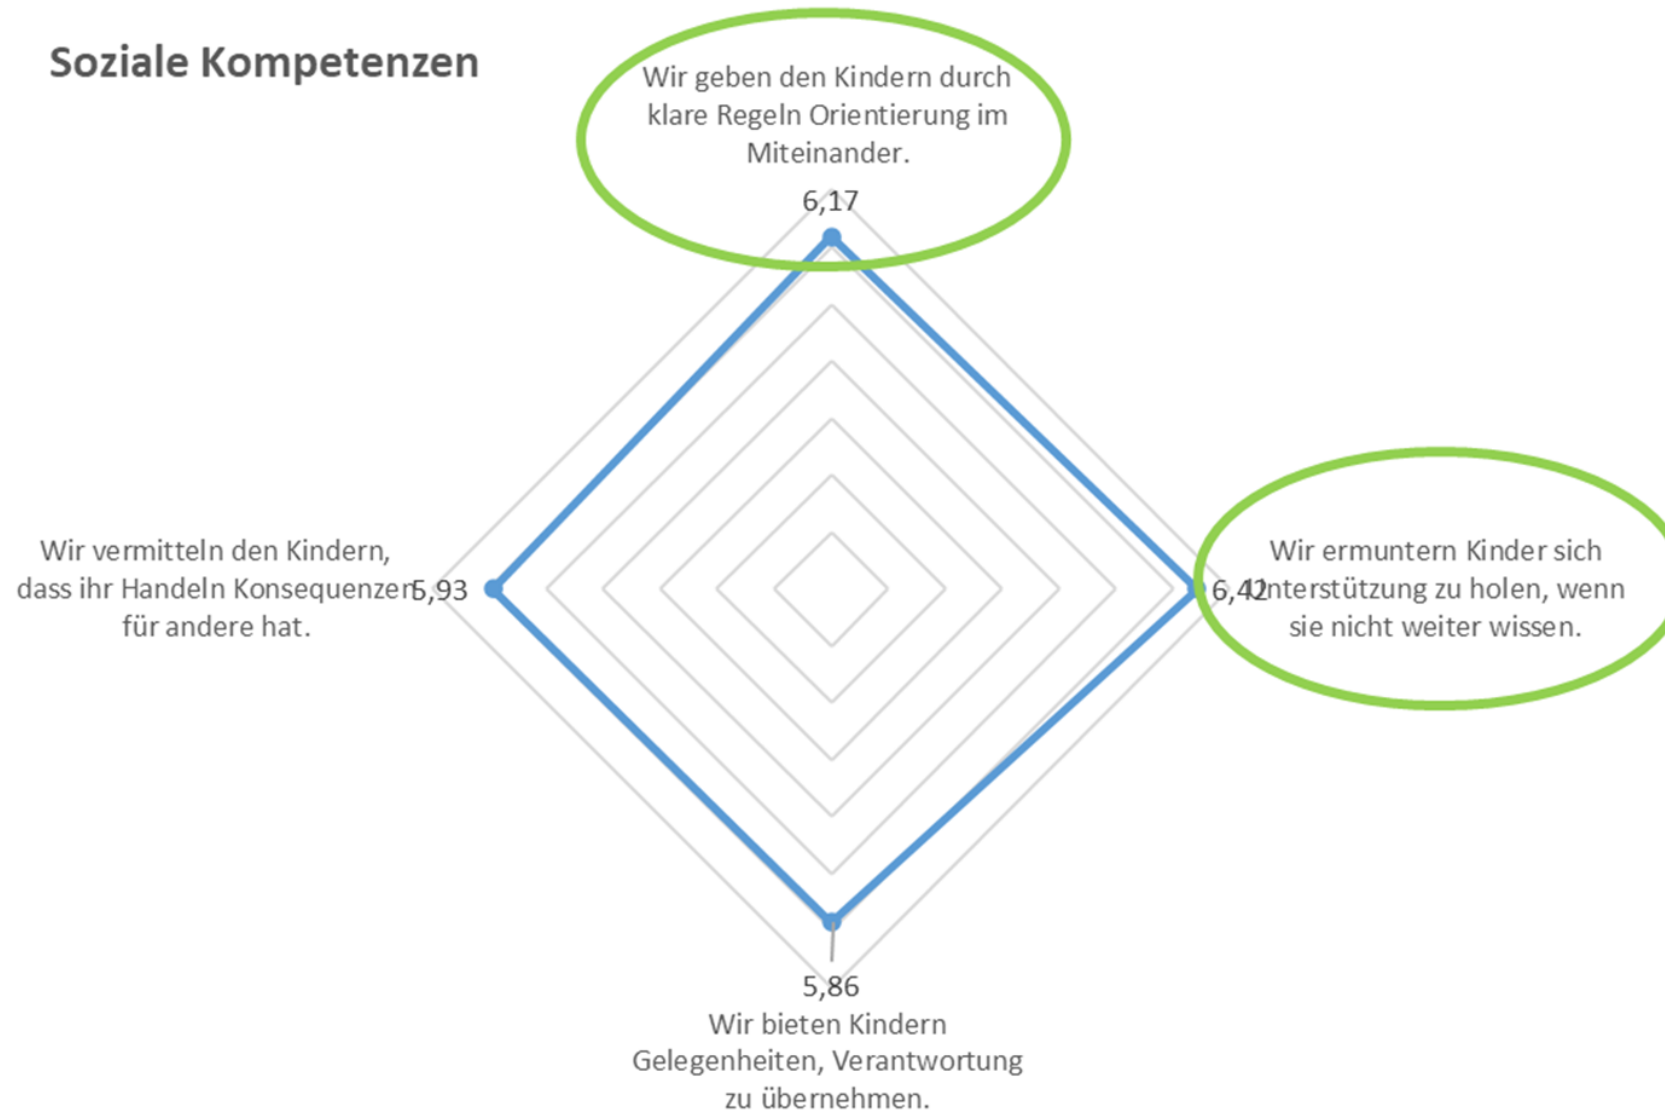 Soziale Kompetenzen
Wir geben den Kindern durch
klare Regeln Orientierung im
Miteinander.
6,17
Wir ermuntern Kinder sich
6,42
Unterstützung zu holen, wenn
sie nicht weiter wissen.
Wir vermitteln den Kindern,
dass ihr Handeln Konsequenzen
für andere hat.
5,93
5,86
Wir bieten Kindern
Gelegenheiten, Verantwortung
zu übernehmen.